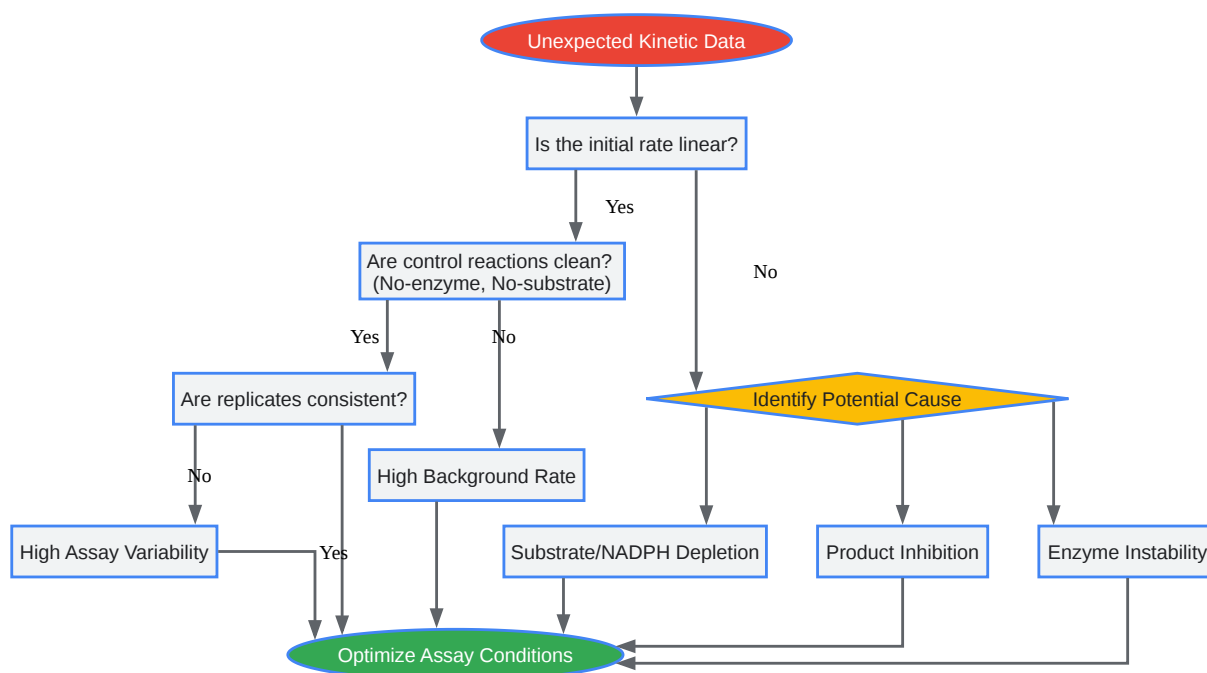 Unexpected Kinetic Data
Is the initial rate linear?
Yes
Are control reactions clean?
(No-enzyme, No-substrate)
No
Yes
No
Are replicates consistent?
Identify Potential Cause
No
High Background Rate
High Assay Variability
Yes
Substrate/NADPH Depletion
Product Inhibition
Enzyme Instability
Optimize Assay Conditions